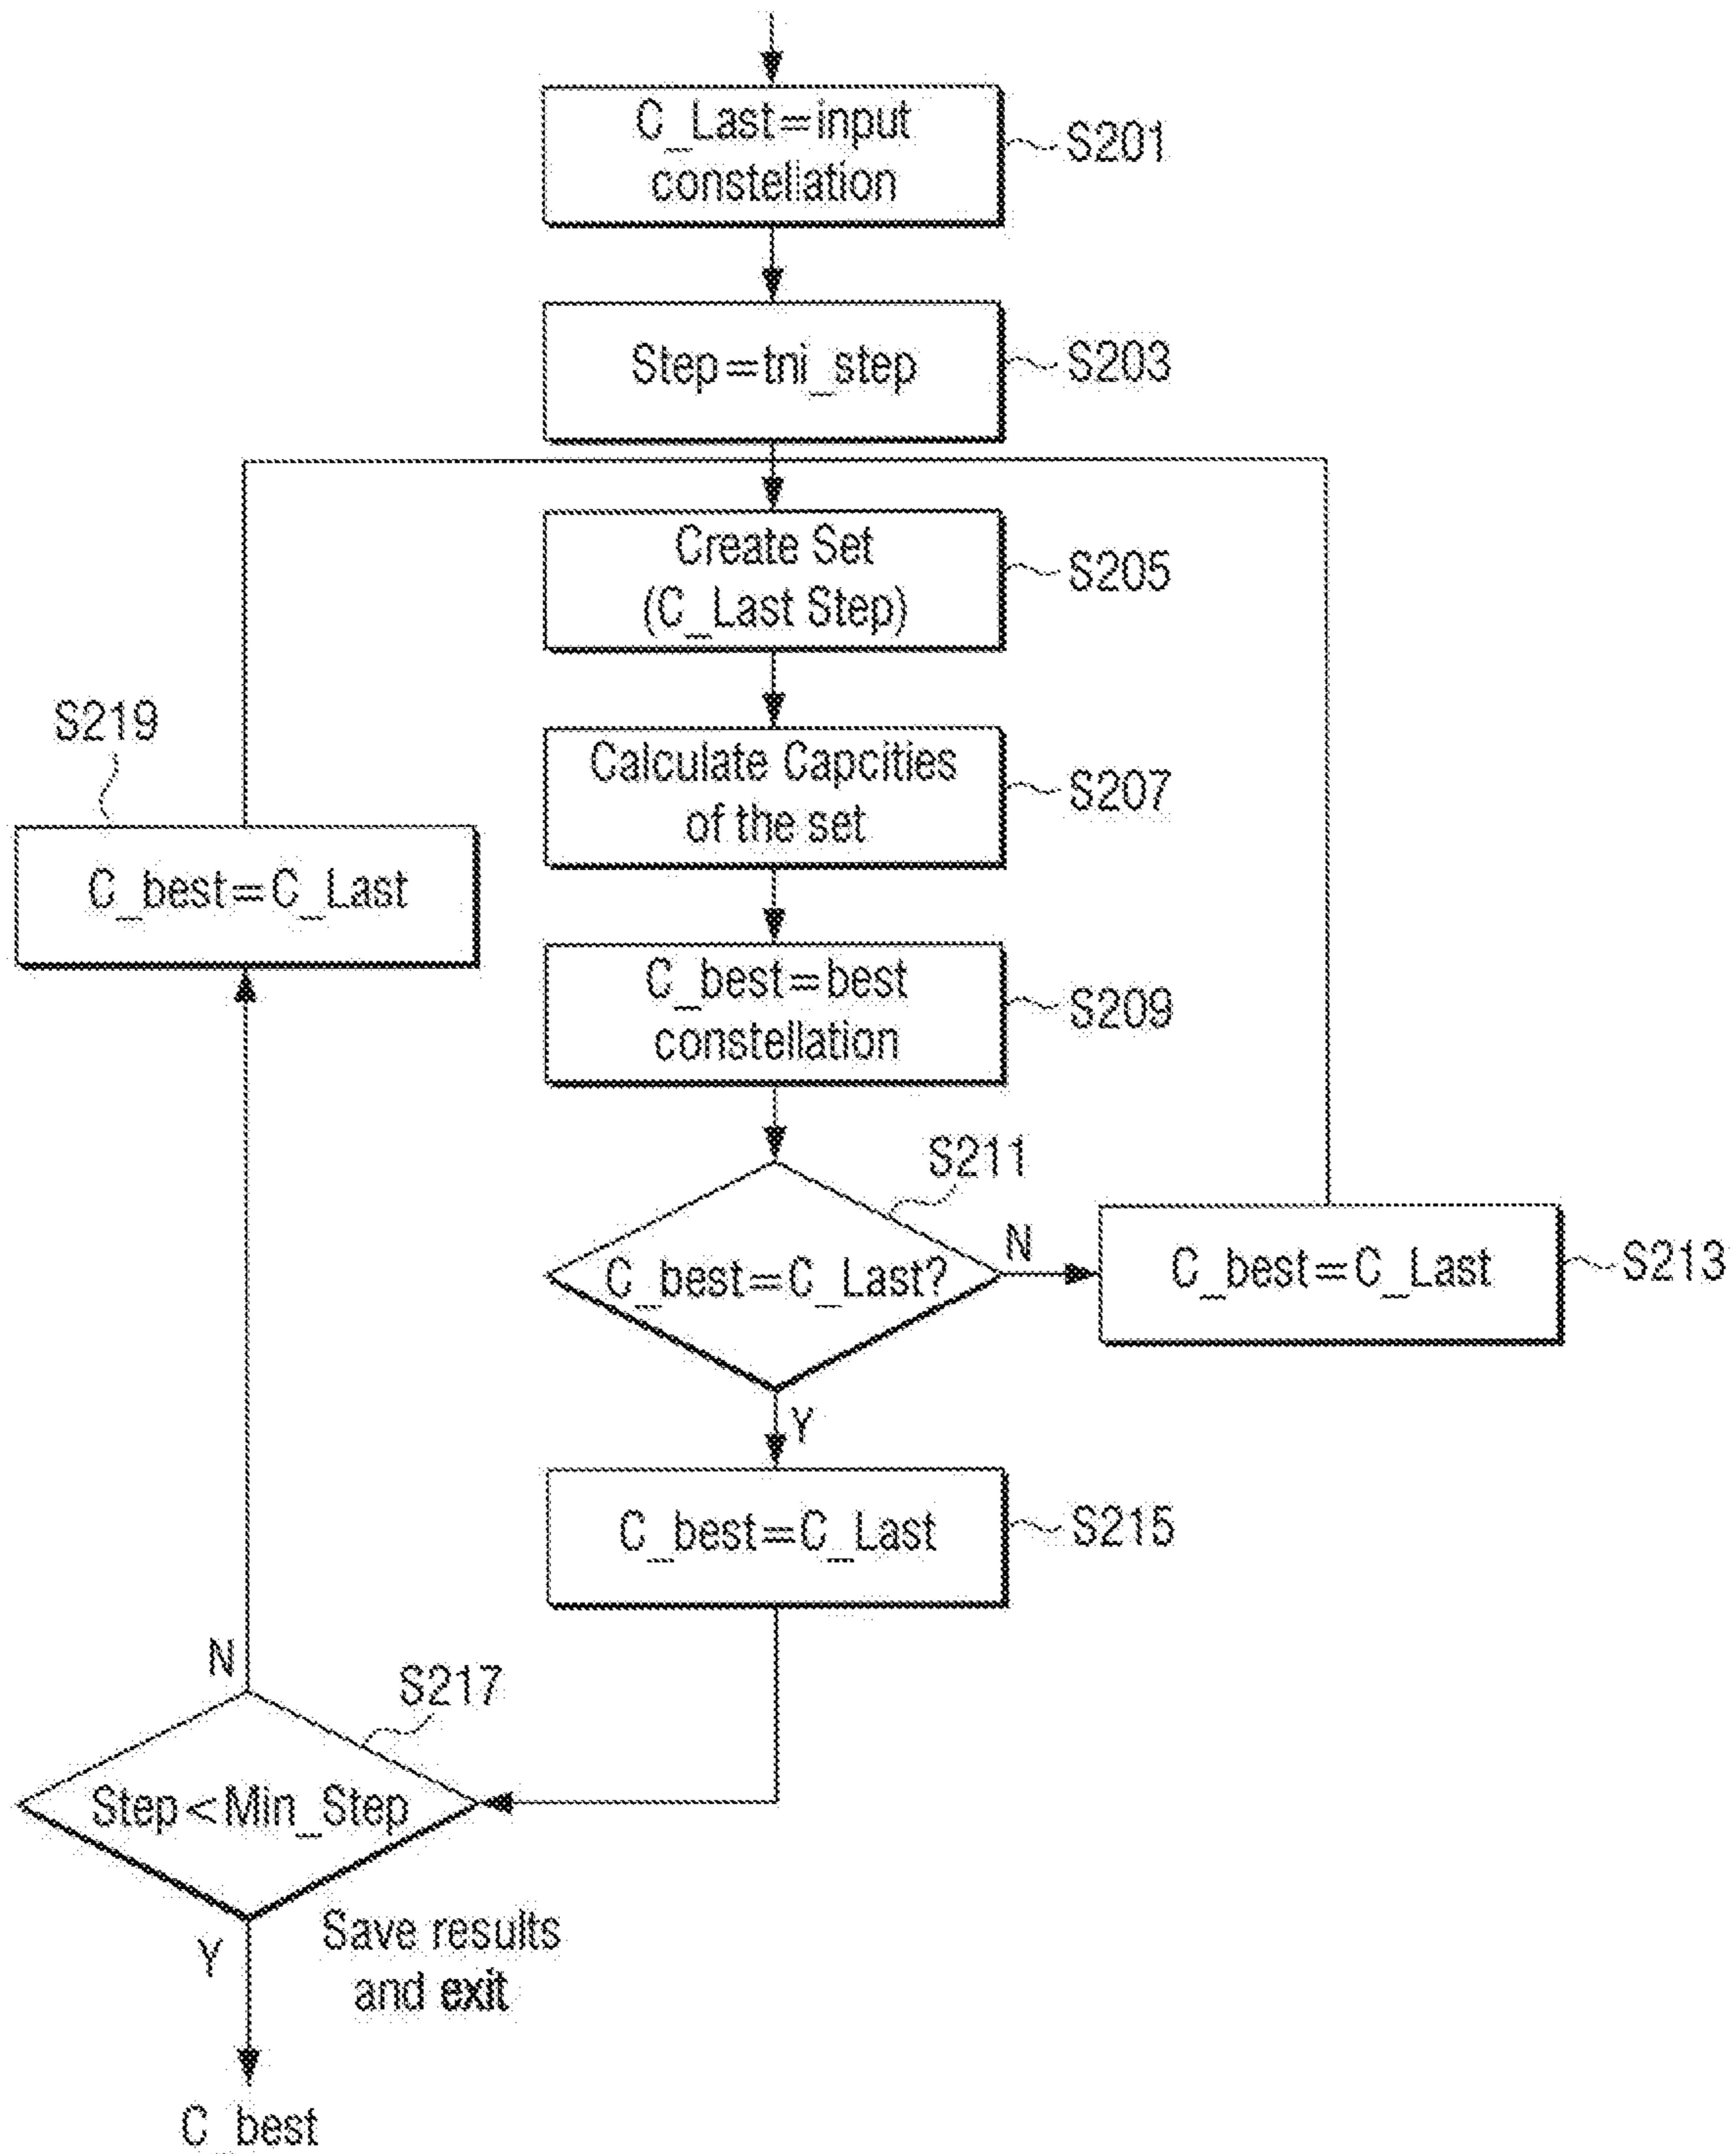 C_Last=input
constellation
S201
Step=tni_step
S203
Create Set
(C_Last Step)
S205
S219
Calculate Capcities
of the set
S207
C_best=C_Last
C_best=best
constellation
S209
S211
C_best=C_Last?
N
C_best=C_Last
S213
Y
C_best=C_Last
S215
N
S217
Step<Min_Step
Y
Save results
and exit
C_best